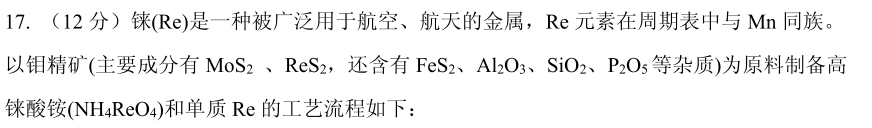 17. （12 分）铼(Re)是一种被广泛用于航空、航天的金属，Re 元素在周期表中与 Mn 同族。
以钼精矿(主要成分有 MoS₂ 、ReS₂，还含有 FeS₂、Al₂O₃、SiO₂、P₂O₅ 等杂质)为原料制备高
铼酸铵(NH₄ReO₄)和单质 Re 的工艺流程如下：